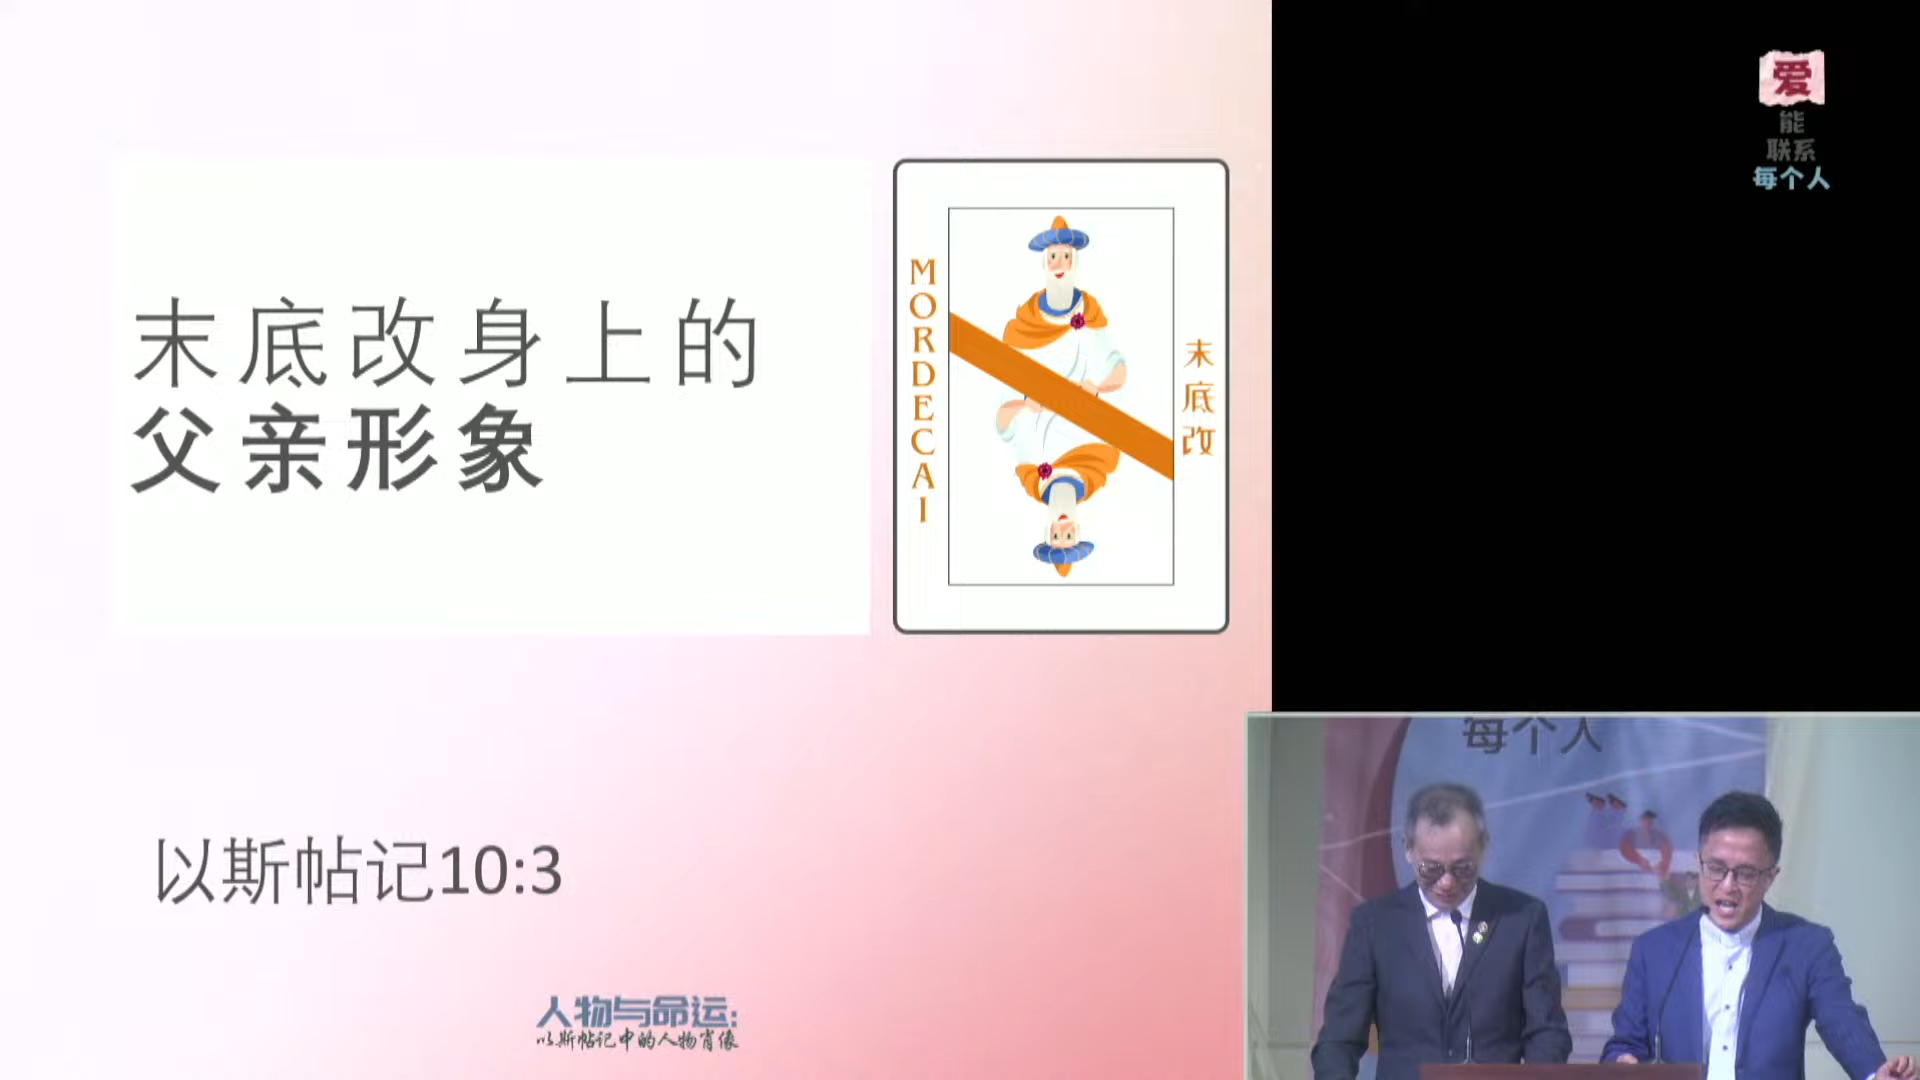 末底改身上的
父亲形象
MORDECAI
末底改
以斯帖记10:3
人物与命运:
以斯帖记中的人物肖像
爱
能
联系
每个人
每个人